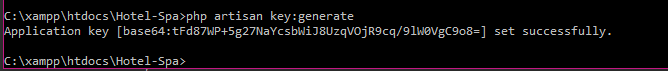 C:\xampp\htdocs\Hotel-Spa>php artisan key:generate
Application key [base64:tFd87WP+5g27NaYcsbWiJ8UzqVOjR9cq/9lW0VgC9o8=] set successfully.
C:\xampp\htdocs\Hotel-Spa>